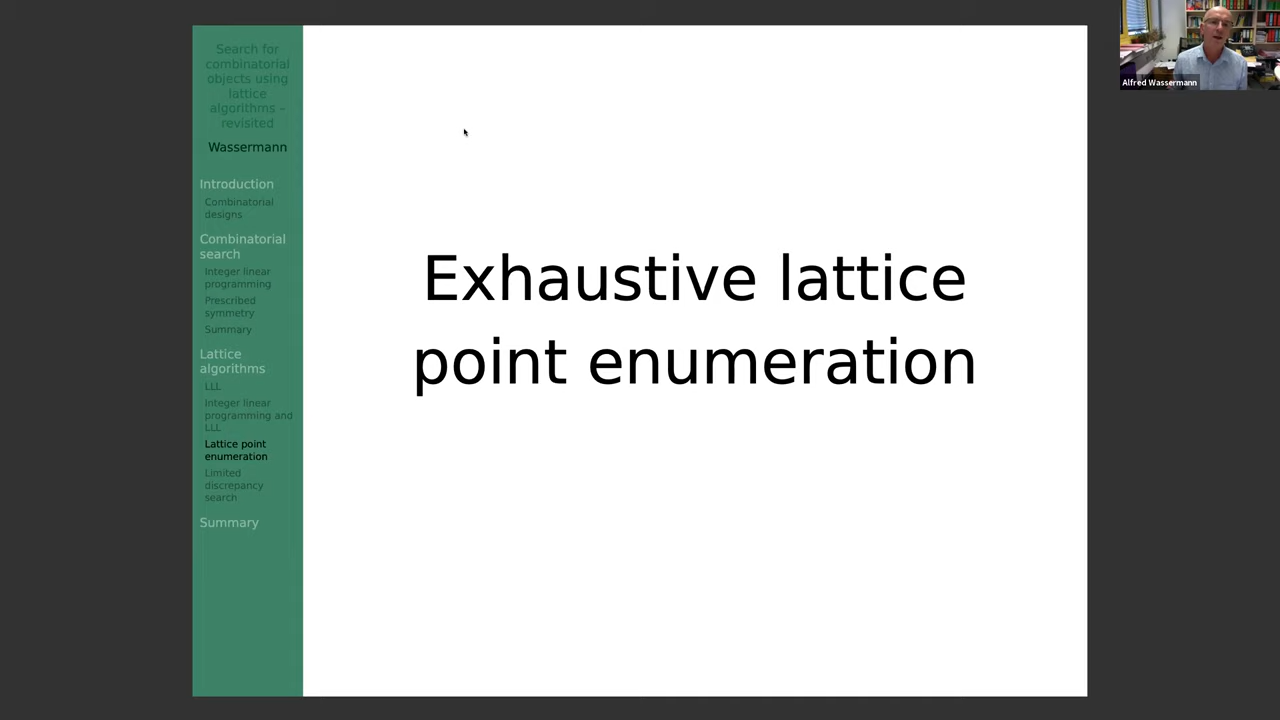 Search for
combinatorial
objects using
lattice
algorithms –
revisited
Wassermann
Introduction
Combinatorial
designs
Combinatorial
search
Integer linear
programming
Prescribed
symmetry
Summary
Lattice
algorithms
LLL
Integer linear
programming and
LLL
Lattice point
enumeration
Limited
discrepancy
search
Summary
Exhaustive lattice
point enumeration
Alfred Wassermann